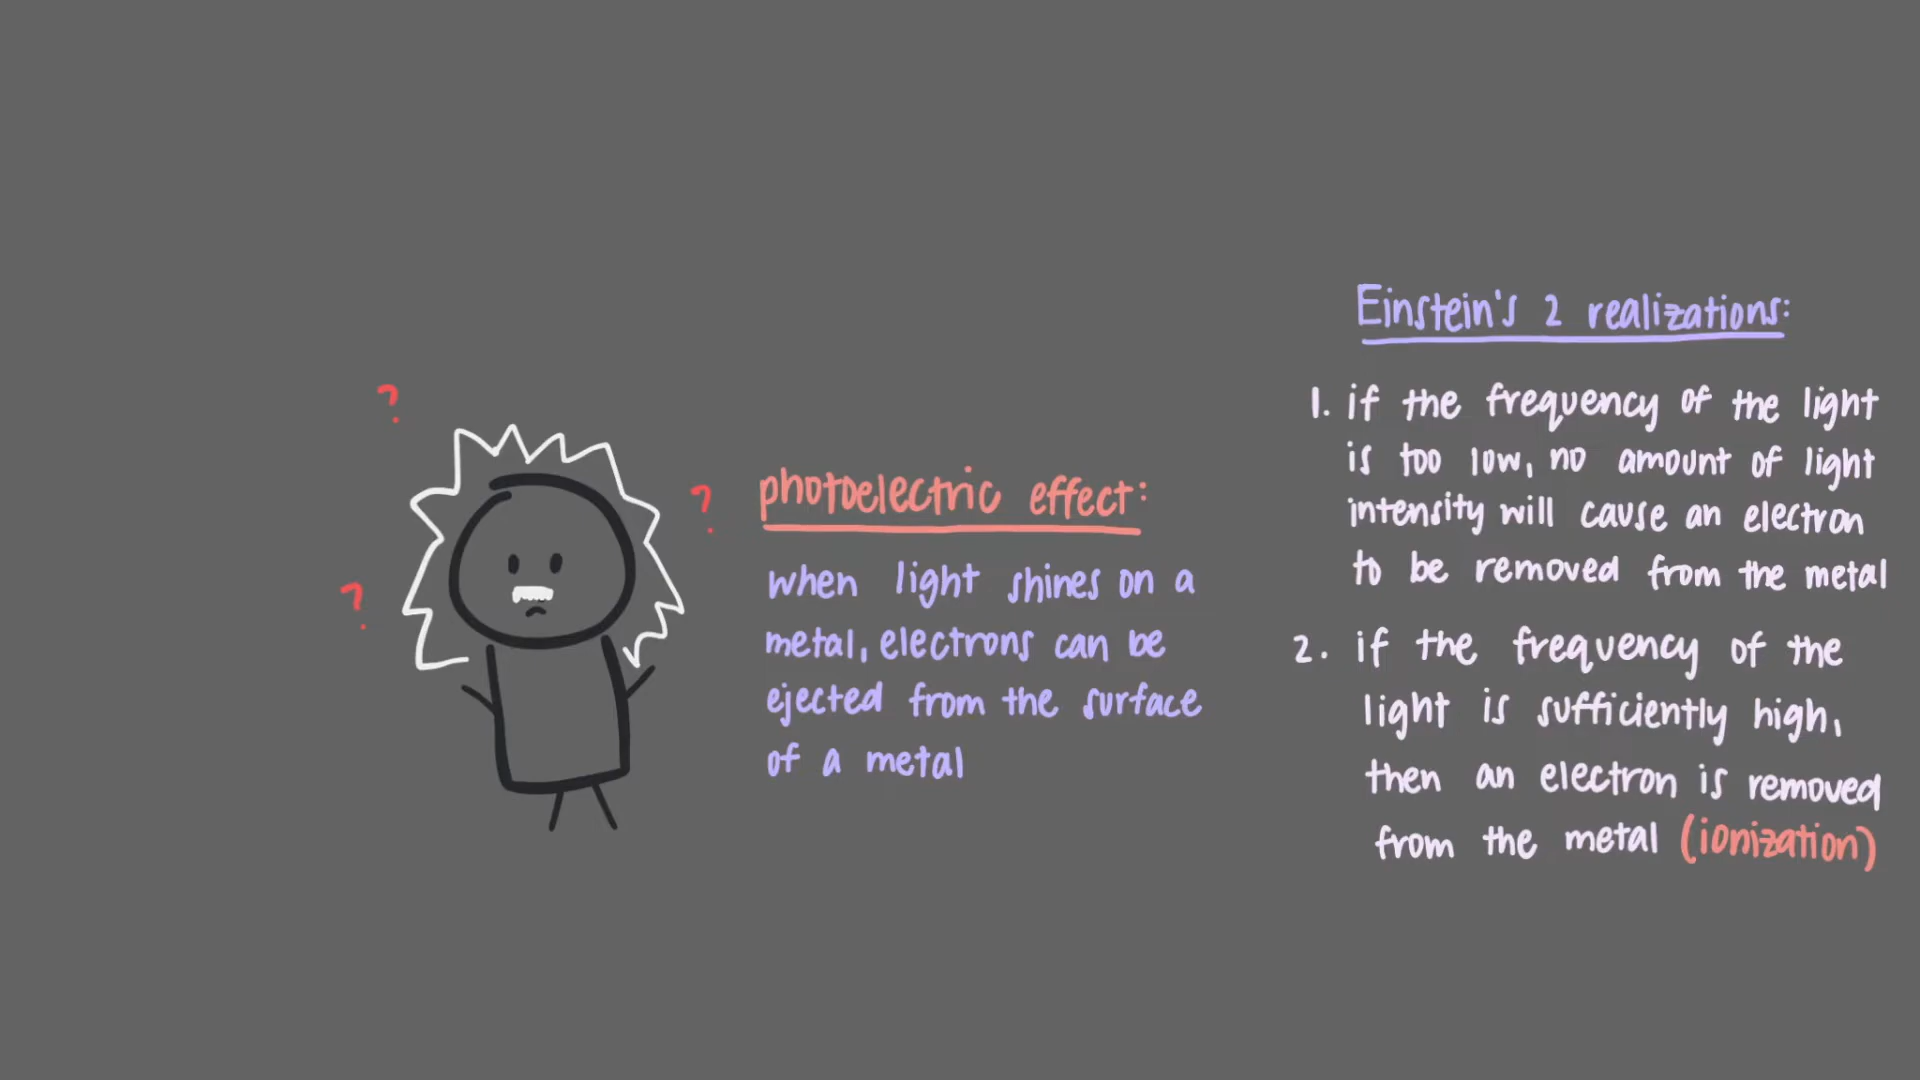 ?
?
?
photoelectric effect:
when light shines on a
metal, electrons can be
ejected from the surface
of a metal
Einstein's 2 realizations:
1. if the frequency of the light
is too low, no amount of light
intensity will cause an electron
to be removed from the metal
2. if the frequency of the
light is sufficiently high,
then an electron is removed
from the metal (ionization)